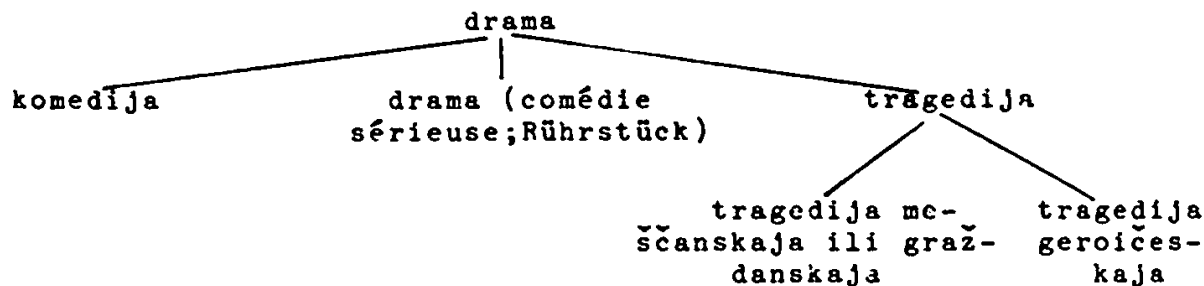 drama
komedija
drama (comédie
sérieuse;Rührstück)
tragedija
tragedija me-
ščanskaja ili graž-
danskaja
tragedija
geroičes-
kaja